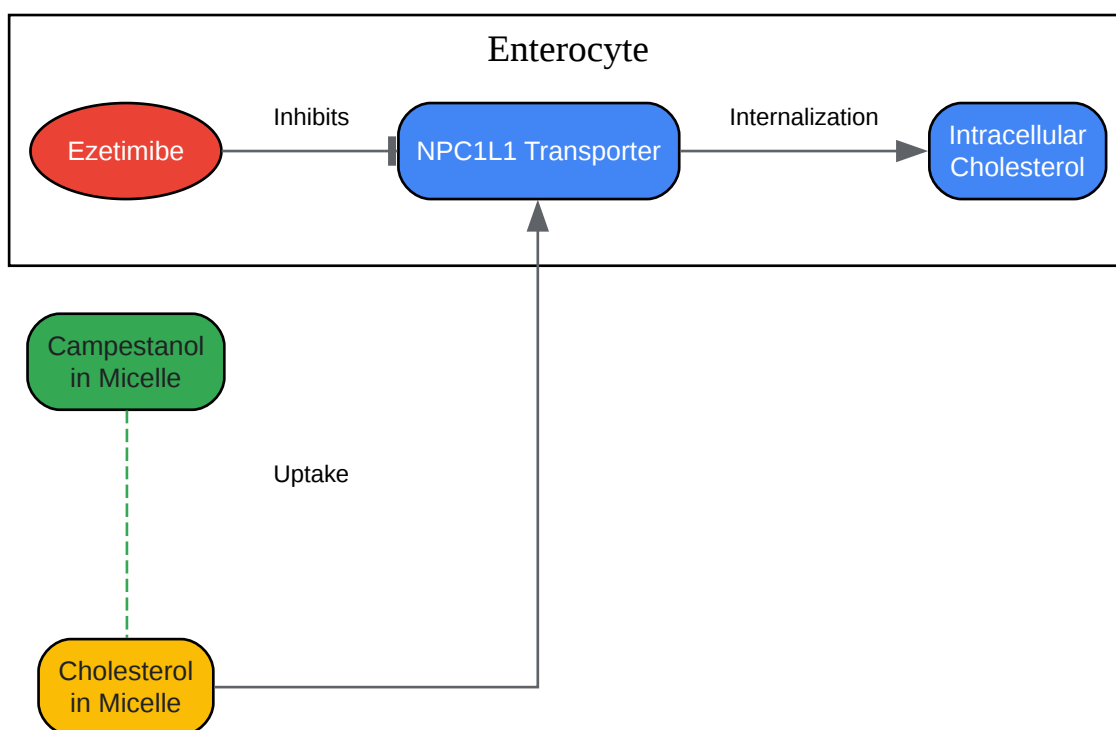 Enterocyte
Ezetimibe
Inhibits
NPC1L1 Transporter
Internalization
Intracellular
Cholesterol
Campestanol
in Micelle
Uptake
Cholesterol
in Micelle